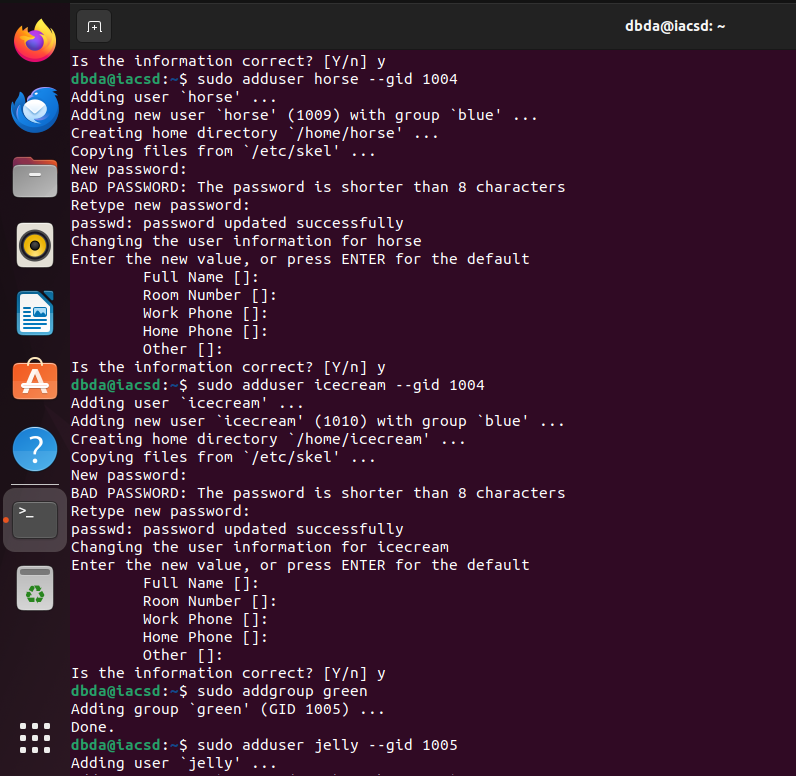 dbda@iacsd: ~
Is the information correct? [Y/n] y
dbda@iacsd:~$ sudo adduser horse --gid 1004
Adding user `horse' ...
Adding new user `horse' (1009) with group `blue' ...
Creating home directory `/home/horse' ...
Copying files from `/etc/skel' ...
New password:
BAD PASSWORD: The password is shorter than 8 characters
Retype new password:
passwd: password updated successfully
Changing the user information for horse
Enter the new value, or press ENTER for the default
Full Name []:
Room Number []:
Work Phone []:
Home Phone []:
Other []:
Is the information correct? [Y/n] y
dbda@iacsd:~$ sudo adduser icecream --gid 1004
Adding user `icecream' ...
Adding new user `icecream' (1010) with group `blue' ...
Creating home directory `/home/icecream' ...
Copying files from `/etc/skel' ...
New password:
BAD PASSWORD: The password is shorter than 8 characters
Retype new password:
passwd: password updated successfully
Changing the user information for icecream
Enter the new value, or press ENTER for the default
Full Name []:
Room Number []:
Work Phone []:
Home Phone []:
Other []:
Is the information correct? [Y/n] y
dbda@iacsd:~$ sudo addgroup green
Adding group `green' (GID 1005) ...
Done.
dbda@iacsd:~$ sudo adduser jelly --gid 1005
Adding user `jelly' ...